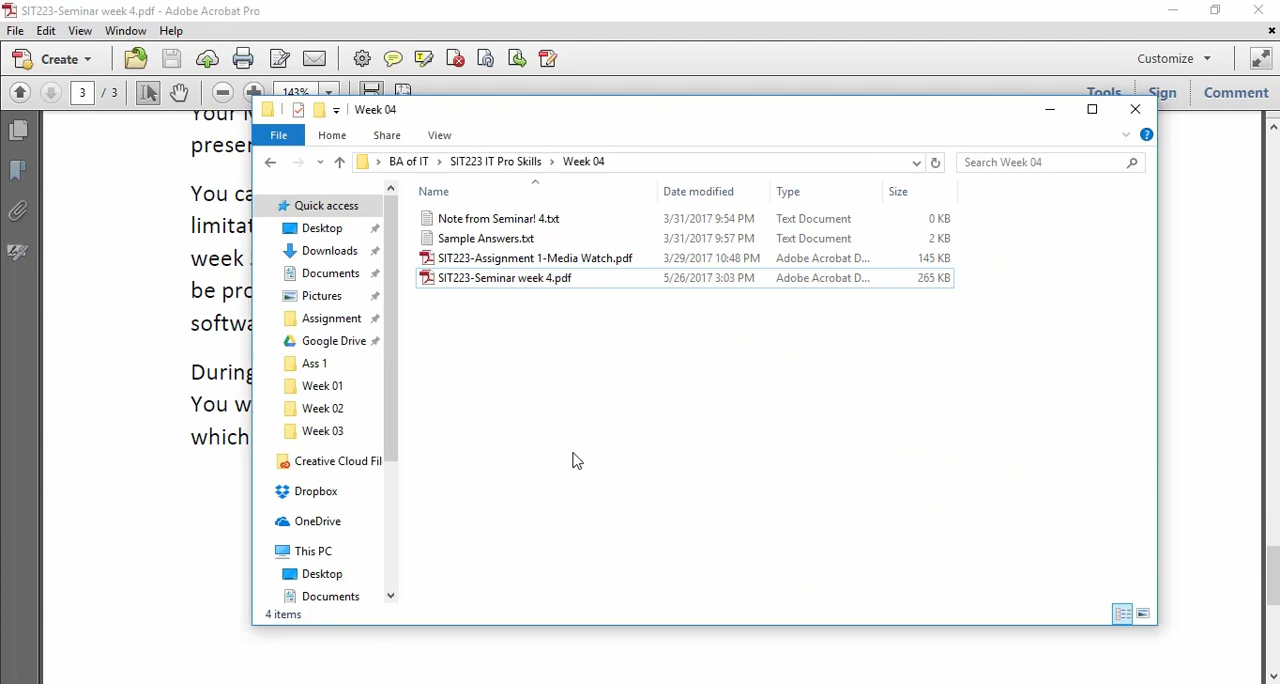 SIT223-Seminar week 4.pdf - Adobe Acrobat Pro
File Edit View Window Help
Create Customize
3 / 3 143% Tools Sign Comment
Your
presen
You ca
limitat
week
be pro
softwa
During
You w
which
Week 04
File Home Share View
BA of IT › SIT223 IT Pro Skills › Week 04 Search Week 04
Name Date modified Type Size
Note from Seminar! 4.txt 3/31/2017 9:54 PM Text Document 0 KB
Sample Answers.txt 3/31/2017 9:57 PM Text Document 2 KB
SIT223-Assignment 1-Media Watch.pdf 3/29/2017 10:48 PM Adobe Acrobat D... 145 KB
SIT223-Seminar week 4.pdf 5/26/2017 3:03 PM Adobe Acrobat D... 265 KB
Quick access
Desktop
Downloads
Documents
Pictures
Assignment
Google Drive
Ass 1
Week 01
Week 02
Week 03
Creative Cloud Fil
Dropbox
OneDrive
This PC
Desktop
Documents
4 items